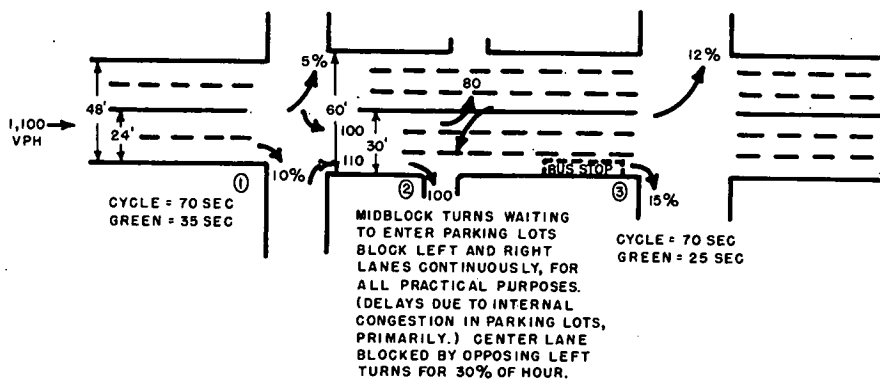 5%
12%
80
48'
60'
1,100
VPH
24'
100
30'
110
BUS STOP
①
10%
②
100
③
15%
CYCLE = 70 SEC
GREEN = 35 SEC
MIDBLOCK TURNS WAITING
TO ENTER PARKING LOTS
BLOCK LEFT AND RIGHT
LANES CONTINUOUSLY, FOR
ALL PRACTICAL PURPOSES.
(DELAYS DUE TO INTERNAL
CONGESTION IN PARKING LOTS,
PRIMARILY.) CENTER LANE
BLOCKED BY OPPOSING LEFT
TURNS FOR 30% OF HOUR.
CYCLE = 70 SEC
GREEN = 25 SEC